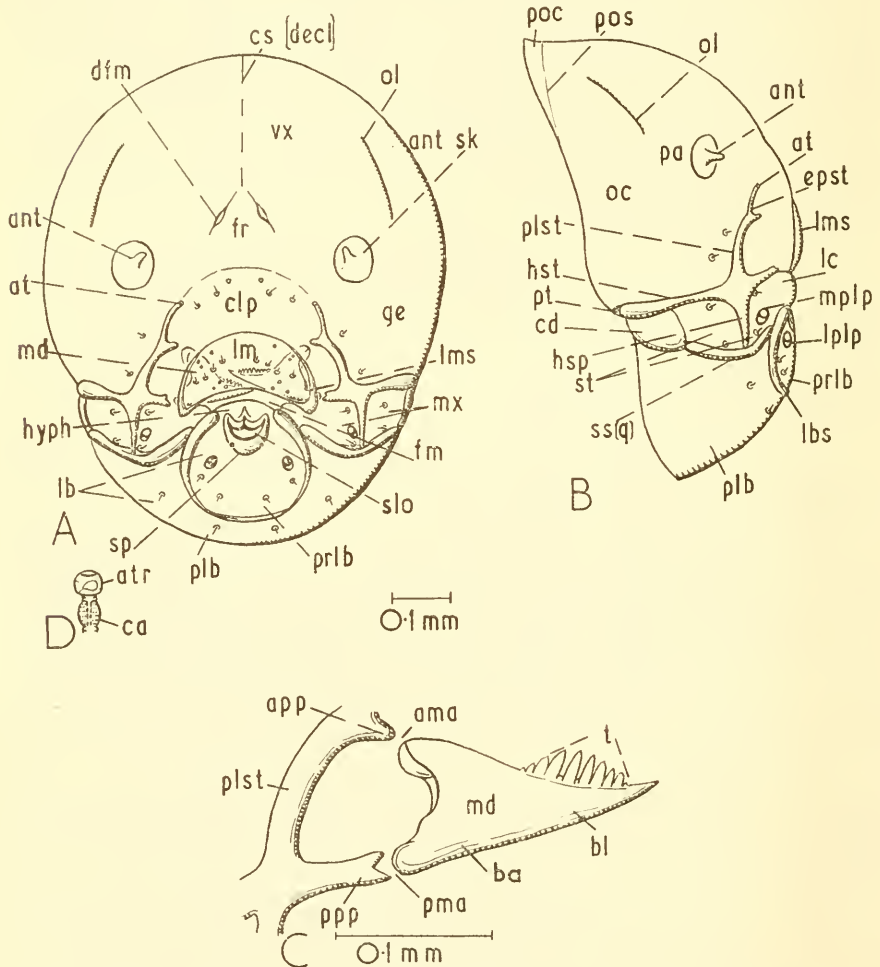 cs (decl)
dfm
ol
vx
ant sk
ant
fr
at
clp
ge
md
lm
lms
hyph
mx
fm
lb
slo
A
sp
plb
prlb
atr
D
ca
0·1 mm
poc
pos
ol
ant
pa
at
epst
oc
plst
lms
lc
hst
pt
mplp
cd
lplp
hsp
st
prlb
ss(q)
lbs
B
plb
app
ama
t
plst
md
bl
ba
ppp
pma
C
0·1 mm